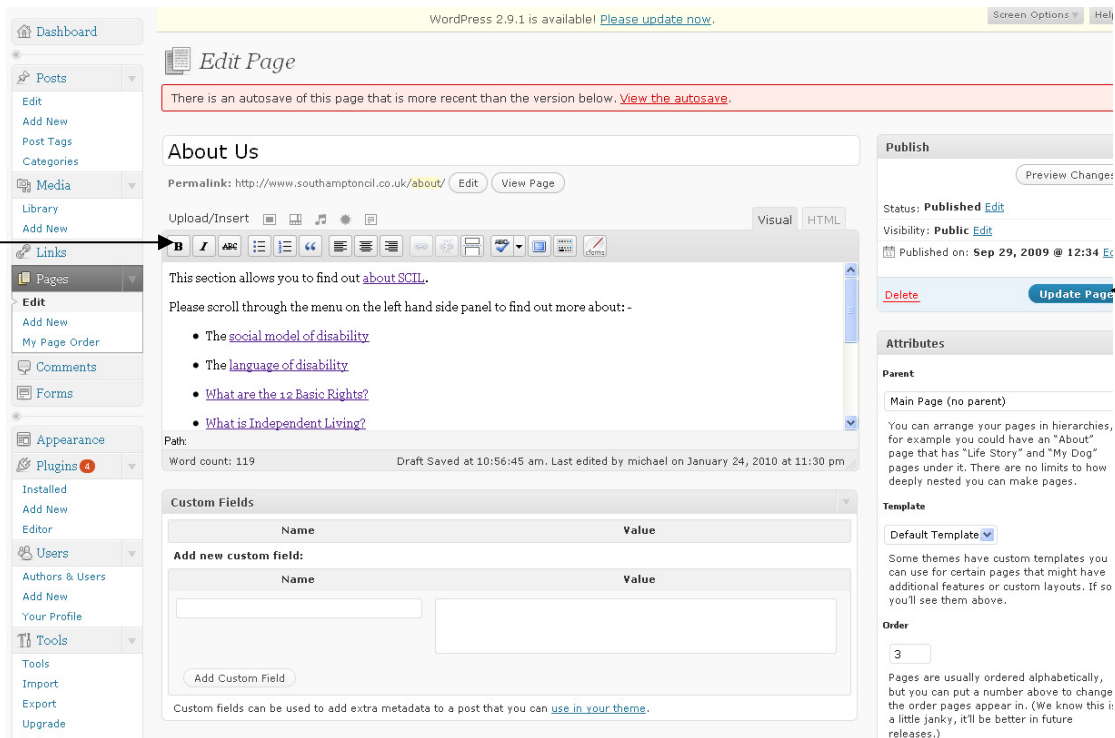 WordPress 2.9.1 is available! Please update now.
Screen Options
Help
Dashboard
Posts
Edit
Add New
Post Tags
Categories
Media
Library
Add New
Links
Pages
Edit
Add New
My Page Order
Comments
Forms
Appearance
Plugins 4
Installed
Add New
Editor
Users
Authors & Users
Add New
Your Profile
Tools
Tools
Import
Export
Upgrade
Edit Page
There is an autosave of this page that is more recent than the version below. View the autosave.
About Us
Permalink: http://www.southamptoncil.co.uk/about/ Edit View Page
Upload/Insert
Visual HTML
B I ABC ABC
This section allows you to find out about SCIL.
Please scroll through the menu on the left hand side panel to find out more about: -
• The social model of disability
• The language of disability
• What are the 12 Basic Rights?
• What is Independent Living?
Path:
Word count: 119 Draft Saved at 10:56:45 am. Last edited by michael on January 24, 2010 at 11:30 pm
Custom Fields
Name Value
Add new custom field:
Name Value
Add Custom Field
Custom fields can be used to add extra metadata to a post that you can use in your theme.
Publish
Preview Changes
Status: Published Edit
Visibility: Public Edit
Published on: Sep 29, 2009 @ 12:34
Delete Update Page
Attributes
Parent
Main Page (no parent)
You can arrange your pages in hierarchies,
for example you could have an "About"
page that has "Life Story" and "My Dog"
pages under it. There are no limits to how
deeply nested you can make pages.
Template
Default Template
Some themes have custom templates you
can use for certain pages that might have
additional features or custom layouts. If so,
you'll see them above.
Order
3
Pages are usually ordered alphabetically,
but you can put a number above to change
the order pages appear in. (We know this is
a little janky, it'll be better in future
releases.)